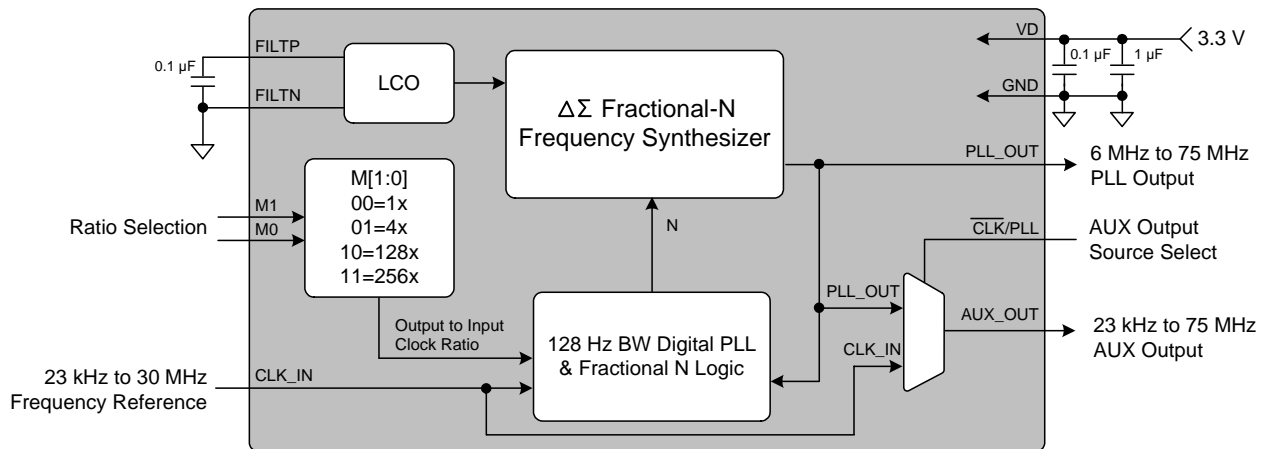 FILTP
0.1 µF
FILTN
LCO
ΔΣ Fractional-N
Frequency Synthesizer
VD
3.3 V
0.1 µF
1 µF
GND
PLL_OUT
6 MHz to 75 MHz
PLL Output
Ratio Selection
M1
M0
M[1:0]
00=1x
01=4x
10=128x
11=256x
N
CLK/PLL
AUX Output
Source Select
Output to Input
Clock Ratio
128 Hz BW Digital PLL
& Fractional N Logic
PLL_OUT
CLK_IN
AUX_OUT
23 kHz to 75 MHz
AUX Output
23 kHz to 30 MHz
Frequency Reference
CLK_IN